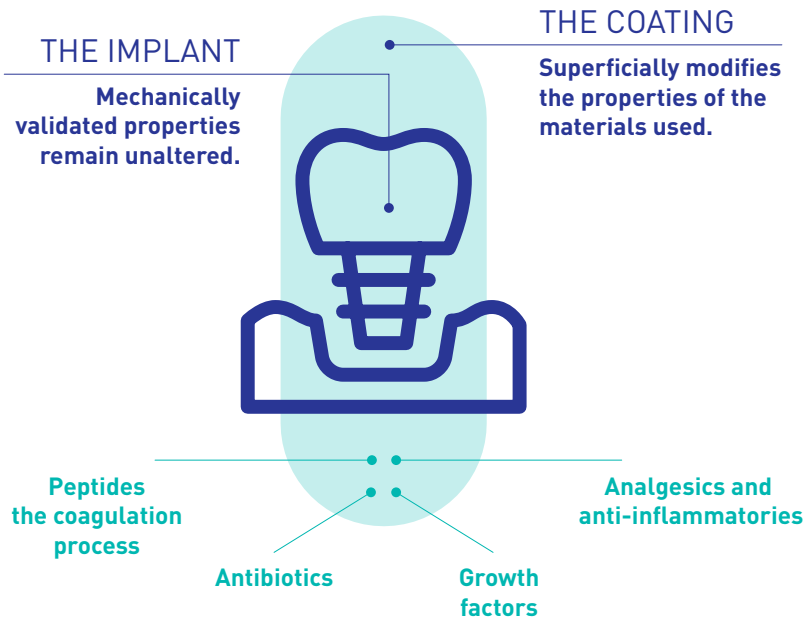 THE IMPLANT
Mechanically
validated properties
remain unaltered.
THE COATING
Superficially modifies
the properties of the
materials used.
Peptides
the coagulation
process
Antibiotics
Growth
factors
Analgesics and
anti-inflammatories